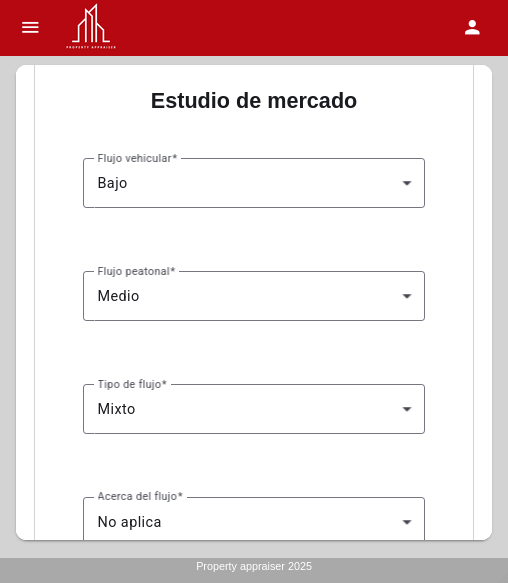 PROPERTY APPRAISER
Estudio de mercado
Flujo vehicular*
Bajo
Flujo peatonal*
Medio
Tipo de flujo*
Mixto
Acerca del flujo*
No aplica
Property appraiser 2025